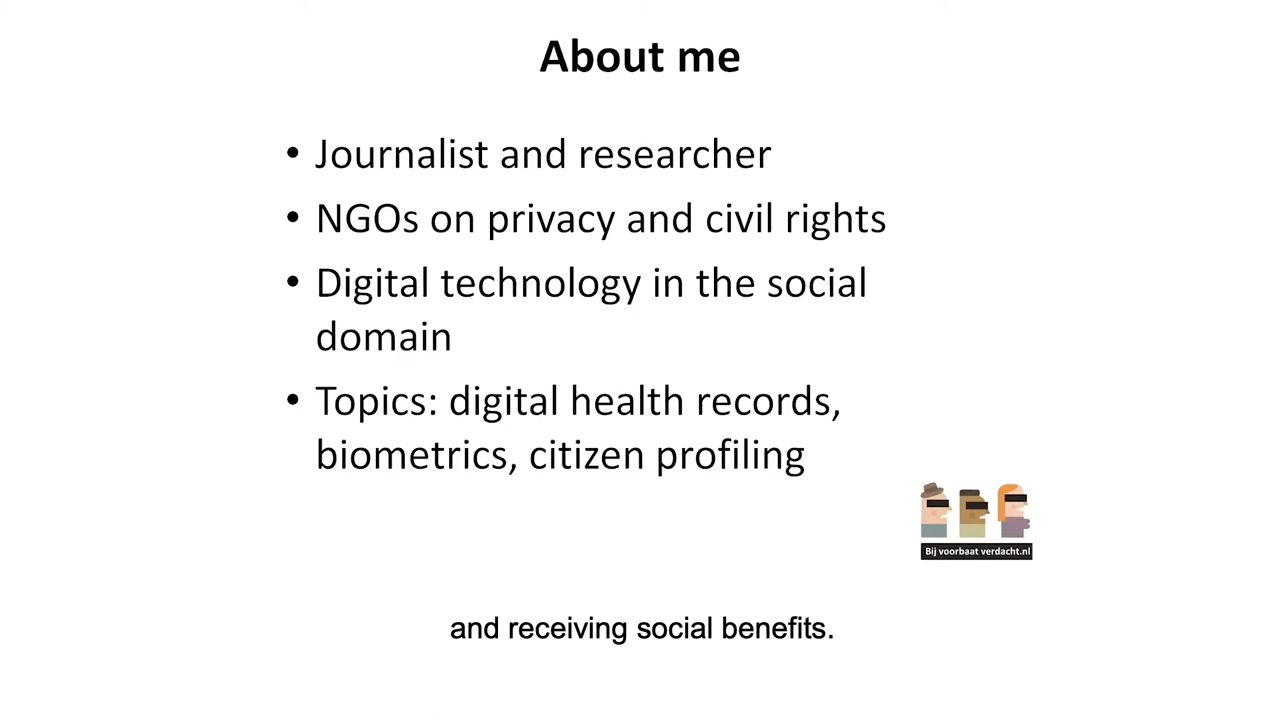 About me
• Journalist and researcher
• NGOs on privacy and civil rights
• Digital technology in the social
domain
• Topics: digital health records,
biometrics, citizen profiling
Bij voorbaat verdacht.nl
and receiving social benefits.